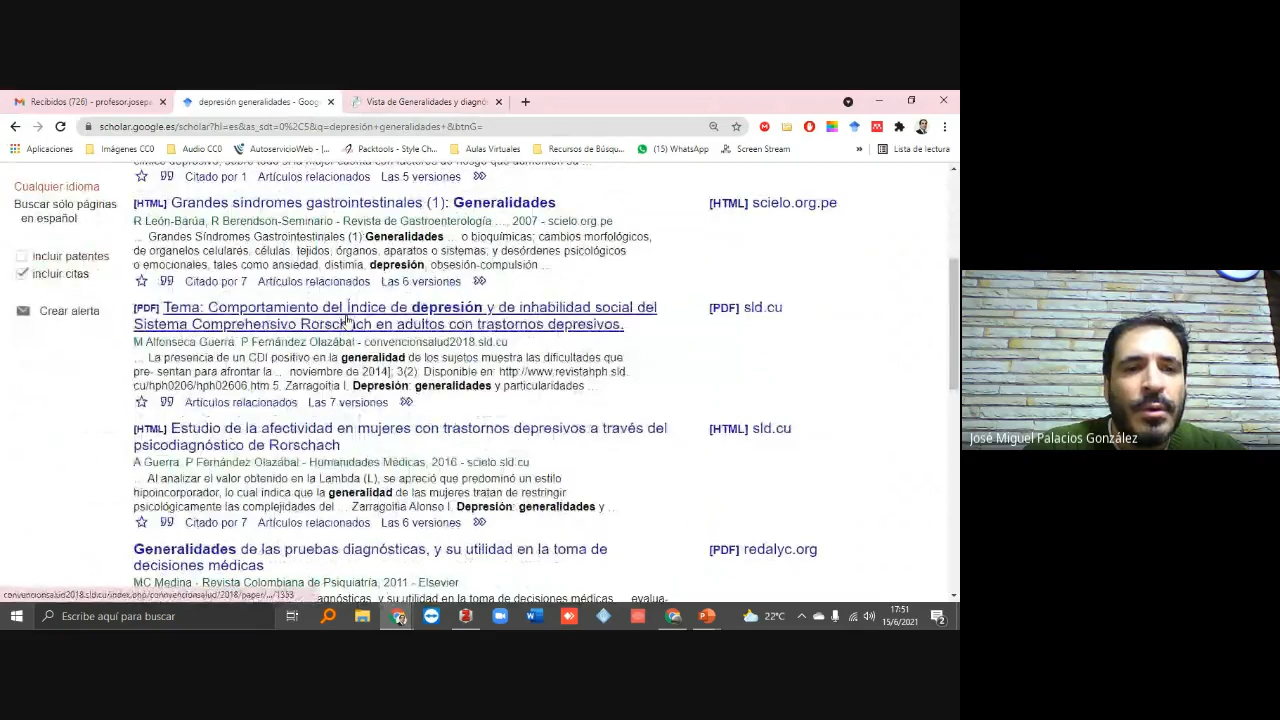 Recibidos (726) - profesor.josepa
depresión generalidades - Goog
Vista de Generalidades y diagnó
scholar.google.es/scholar?hl=es&as_sdt=0%2C5&q=depresión+generalidades+&btnG=
Aplicaciones
Imágenes CC0
Audio CC0
AutoservicioWeb - (...
Packtools - Style Ch...
Aulas Virtuales
Recursos de Búsqu...
(15) WhatsApp
Screen Stream
»
Lista de lectura
Cualquier idioma
Buscar sólo páginas
en español
incluir patentes
incluir citas
Crear alerta
Citado por 1 Artículos relacionados Las 5 versiones
[HTML] Grandes síndromes gastrointestinales (1): Generalidades
[HTML] scielo.org.pe
R León-Barúa, R Berendson-Seminario - Revista de Gastroenterología ..., 2007 - scielo.org.pe
... Grandes Síndromes Gastrointestinales (1) Generalidades ... o bioquímicas; cambios morfológicos,
de organelos celulares, células, tejidos, órganos, aparatos o sistemas; y desórdenes psicológicos
o emocionales, tales como ansiedad, distimia, depresión, obsesión-compulsión ...
Citado por 7 Artículos relacionados Las 6 versiones
[PDF] Tema: Comportamiento del Índice de depresión y de inhabilidad social del
Sistema Comprehensivo Rorschach en adultos con trastornos depresivos.
[PDF] sld.cu
M Alfonseca Guerra, P Fernández Olazábal - convencionsalud2018.sld.cu
... La presencia de un CDI positivo en la generalidad de los sujetos muestra las dificultades que
pre- sentan para afrontar la ... noviembre de 2014]; 3(2). Disponible en: http://www.revistahph.sld.
cu/hph0206/hph02606.htm 5. Zarragoitia I. Depresión: generalidades y particularidades ...
Artículos relacionados Las 7 versiones
[HTML] Estudio de la afectividad en mujeres con trastornos depresivos a través del
psicodiagnóstico de Rorschach
[HTML] sld.cu
A Guerra, P Fernández Olazábal - Humanidades Médicas, 2016 - scielo.sld.cu
... Al analizar el valor obtenido en la Lambda (L), se apreció que predominó un estilo
hipoincorporador, lo cual indica que la generalidad de las mujeres tratan de restringir
psicológicamente las complejidades del ... Zarragoitia Alonso I. Depresión: generalidades y ...
Citado por 7 Artículos relacionados Las 6 versiones
Generalidades de las pruebas diagnósticas, y su utilidad en la toma de
decisiones médicas
[PDF] redalyc.org
MC Medina - Revista Colombiana de Psiquiatría, 2011 - Elsevier
agnósticas, y su utilidad en la toma de decisiones médicas
José Miguel Palacios González
Escribe aquí para buscar
22°C
17:51
15/6/2021
2